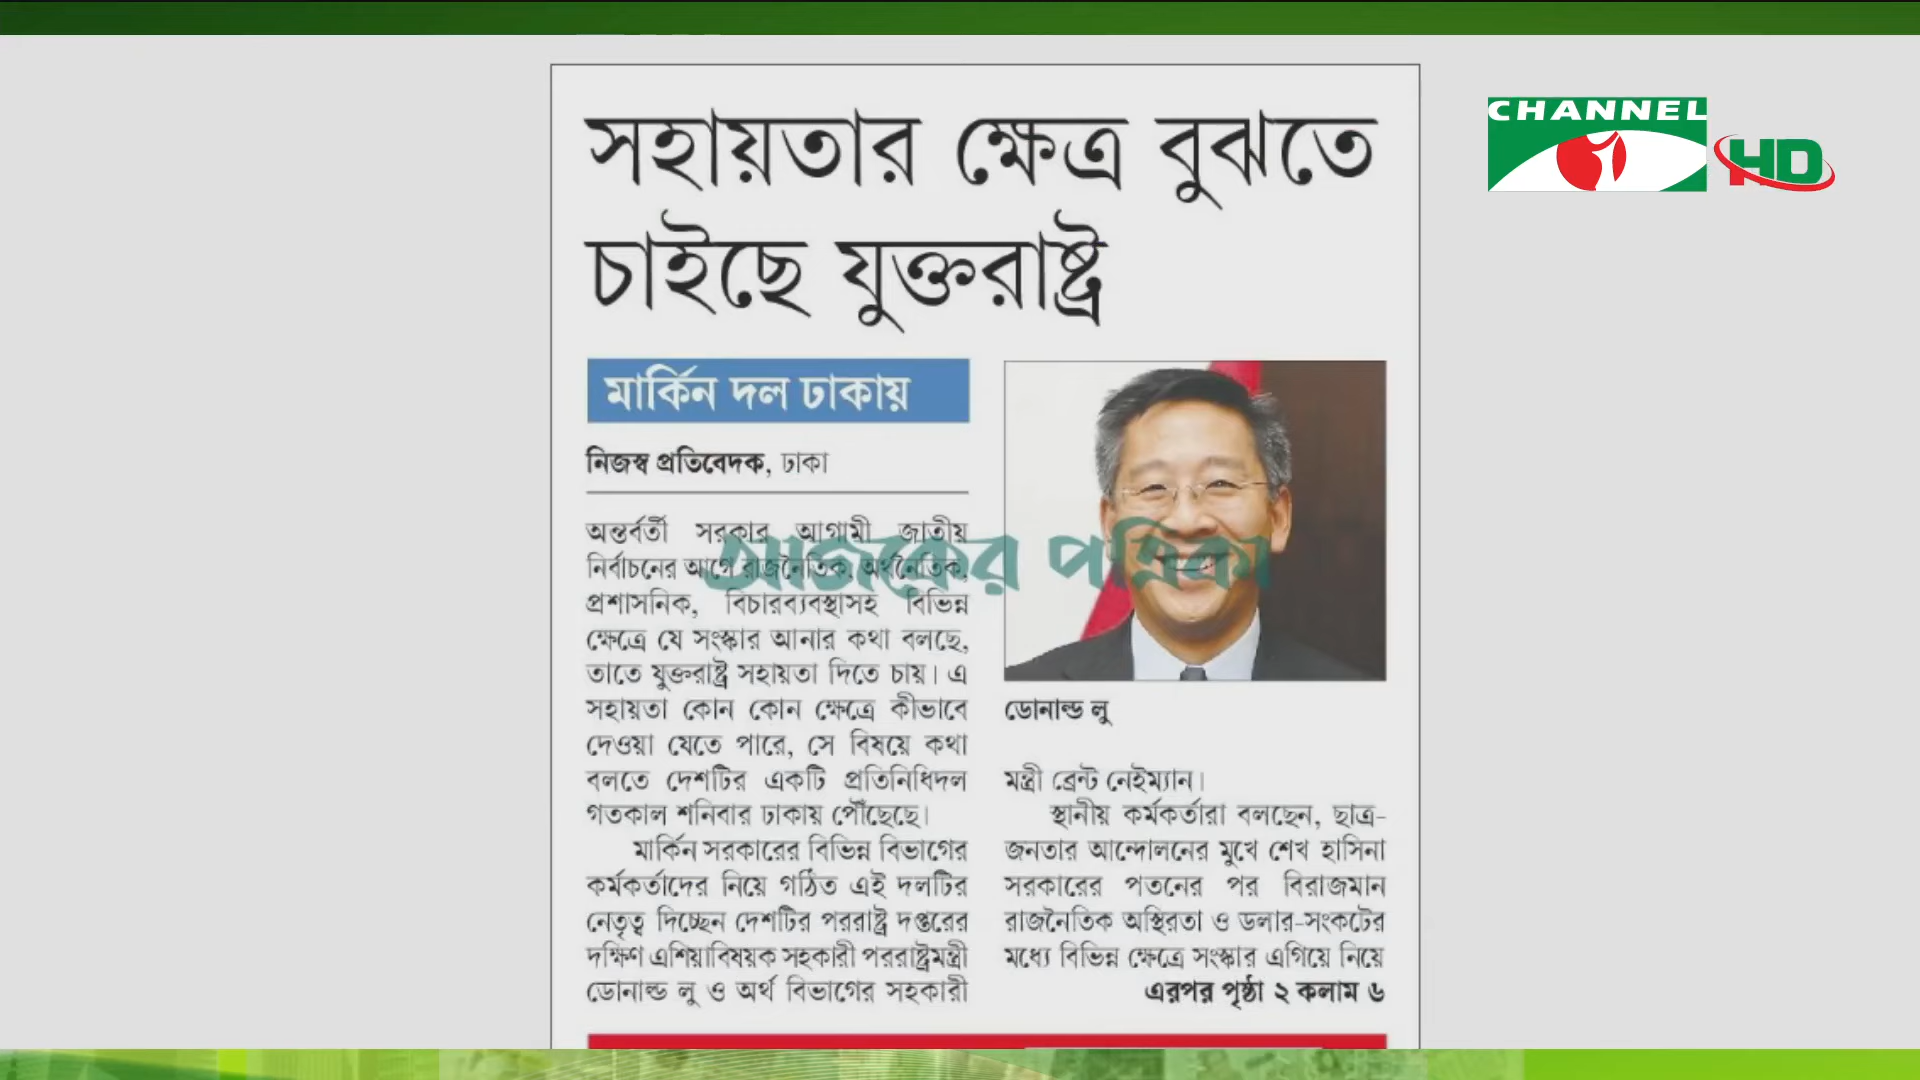 CHANNEL
HD
সহায়তার ক্ষেত্র বুঝতে
চাইছে যুক্তরাষ্ট্র
মার্কিন দল ঢাকায়
নিজস্ব প্রতিবেদক, ঢাকা
অন্তর্বর্তী সরকার আগামী জাতীয়
নির্বাচনের আগে রাজনৈতিক, অর্থনৈতিক,
প্রশাসনিক, বিচারব্যবস্থাসহ বিভিন্ন
ক্ষেত্রে যে সংস্কার আনার কথা বলছে,
তাতে যুক্তরাষ্ট্র সহায়তা দিতে চায়। এ
সহায়তা কোন কোন ক্ষেত্রে কীভাবে
দেওয়া যেতে পারে, সে বিষয়ে কথা
বলতে দেশটির একটি প্রতিনিধিদল
গতকাল শনিবার ঢাকায় পৌঁছেছে।
মার্কিন সরকারের বিভিন্ন বিভাগের
কর্মকর্তাদের নিয়ে গঠিত এই দলটির
নেতৃত্ব দিচ্ছেন দেশটির পররাষ্ট্র দপ্তরের
দক্ষিণ এশিয়াবিষয়ক সহকারী পররাষ্ট্রমন্ত্রী
ডোনাল্ড লু ও অর্থ বিভাগের সহকারী
আজকের পত্রিকা
ডোনাল্ড লু
মন্ত্রী ব্রেন্ট নেইম্যান।
স্থানীয় কর্মকর্তারা বলছেন, ছাত্র-
জনতার আন্দোলনের মুখে শেখ হাসিনা
সরকারের পতনের পর বিরাজমান
রাজনৈতিক অস্থিরতা ও ডলার-সংকটের
মধ্যে বিভিন্ন ক্ষেত্রে সংস্কার এগিয়ে নিয়ে
এরপর পৃষ্ঠা ২ কলাম ৬